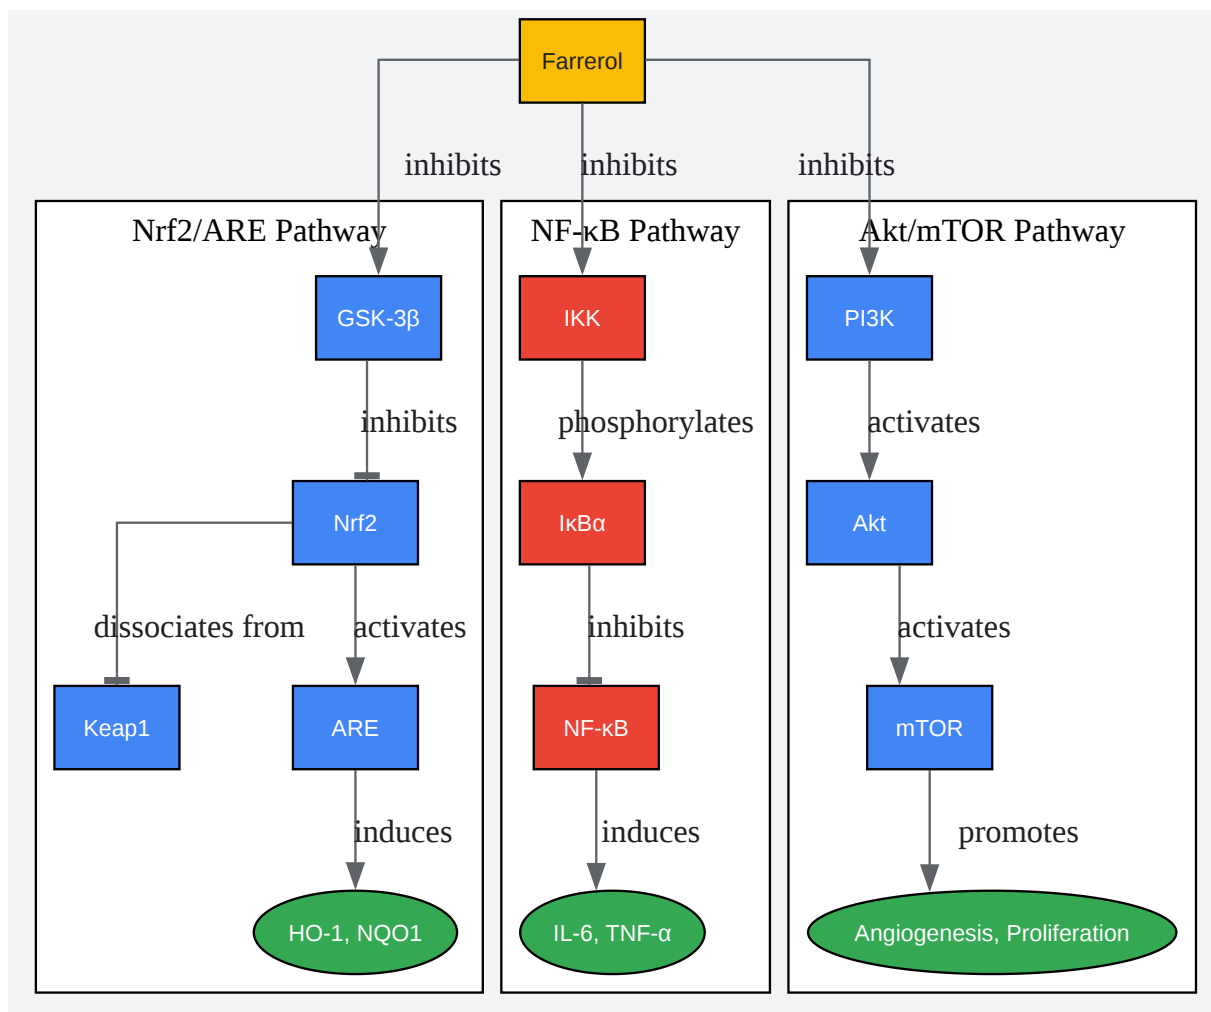 Farrerol
inhibits
inhibits
inhibits
Nrf2/ARE Pathway
NF-κB Pathway
Akt/mTOR Pathway
GSK-3β
IKK
PI3K
inhibits
phosphorylates
activates
Nrf2
IκBα
Akt
dissociates from
activates
inhibits
activates
Keap1
ARE
NF-κB
mTOR
induces
induces
promotes
HO-1, NQO1
IL-6, TNF-α
Angiogenesis, Proliferation